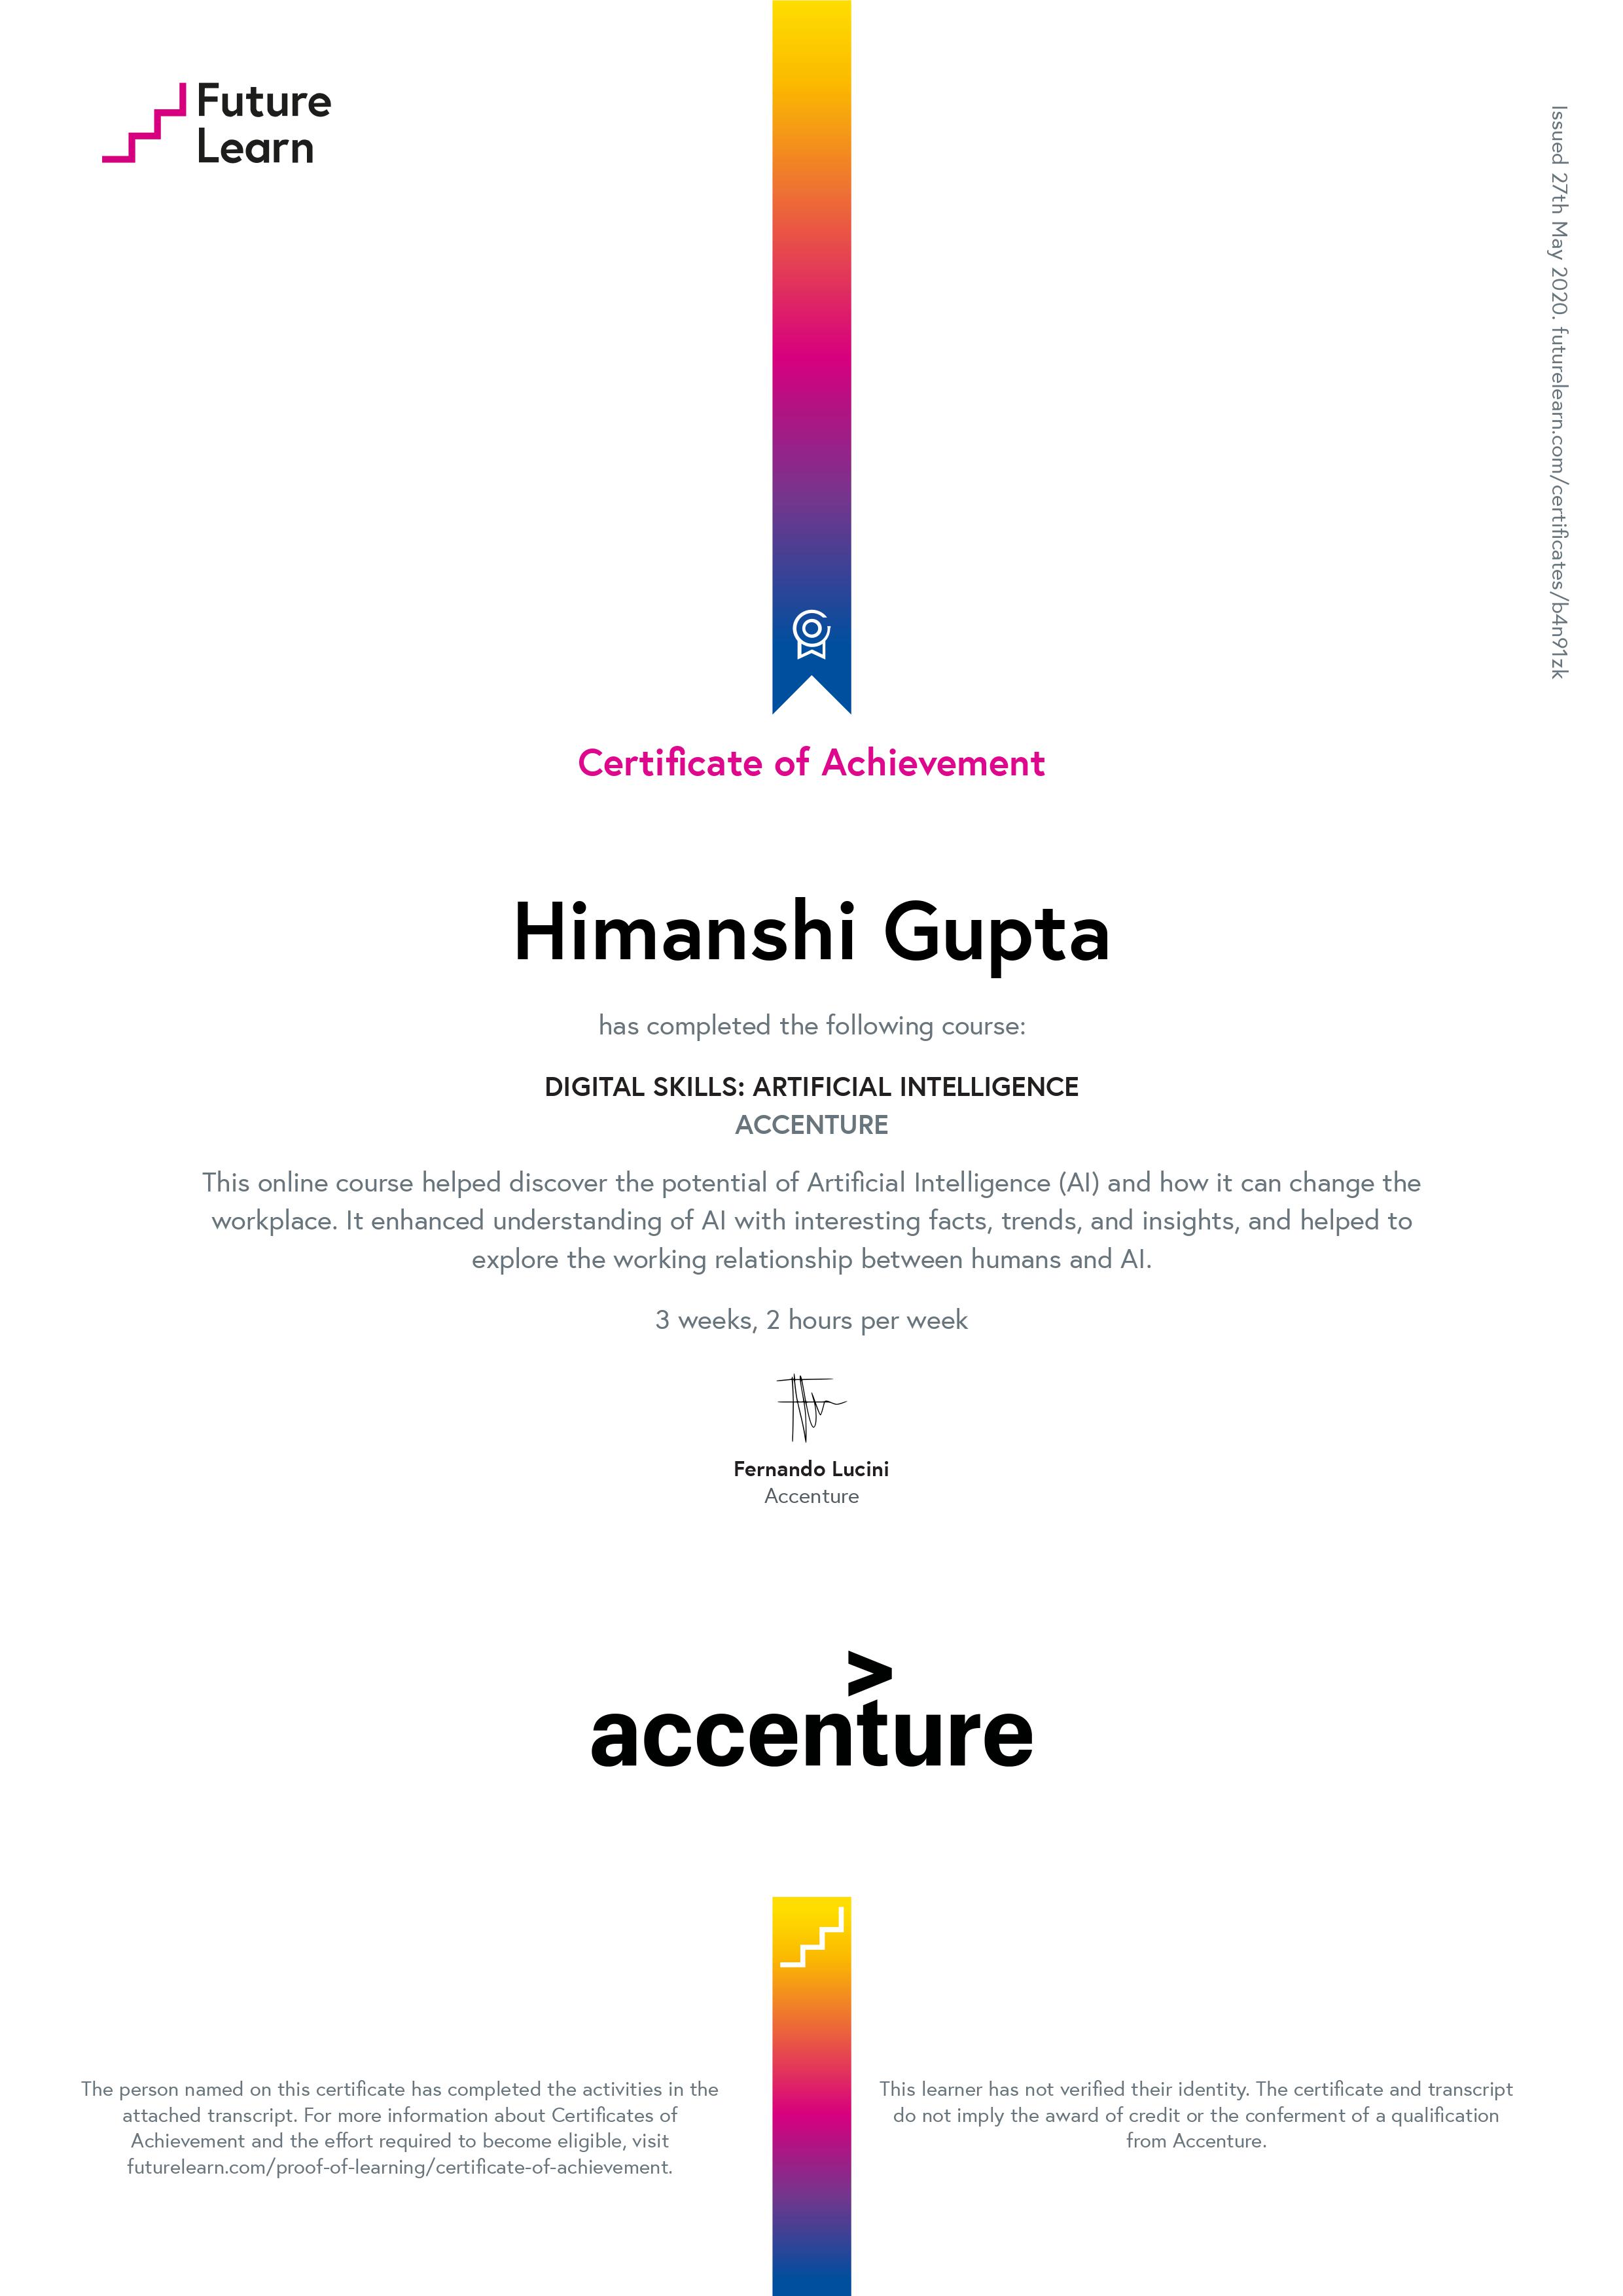 Future
Learn
Issued 27th May 2020. futurelearn.com/certificates/b4n91zk
Certificate of Achievement
Himanshi Gupta
has completed the following course:
DIGITAL SKILLS: ARTIFICIAL INTELLIGENCE
ACCENTURE
This online course helped discover the potential of Artificial Intelligence (AI) and how it can change the
workplace. It enhanced understanding of AI with interesting facts, trends, and insights, and helped to
explore the working relationship between humans and AI.
3 weeks, 2 hours per week
Fernando Lucini
Accenture
accenture
The person named on this certificate has completed the activities in the
attached transcript. For more information about Certificates of
Achievement and the effort required to become eligible, visit
futurelearn.com/proof-of-learning/certificate-of-achievement.
This learner has not verified their identity. The certificate and transcript
do not imply the award of credit or the conferment of a qualification
from Accenture.